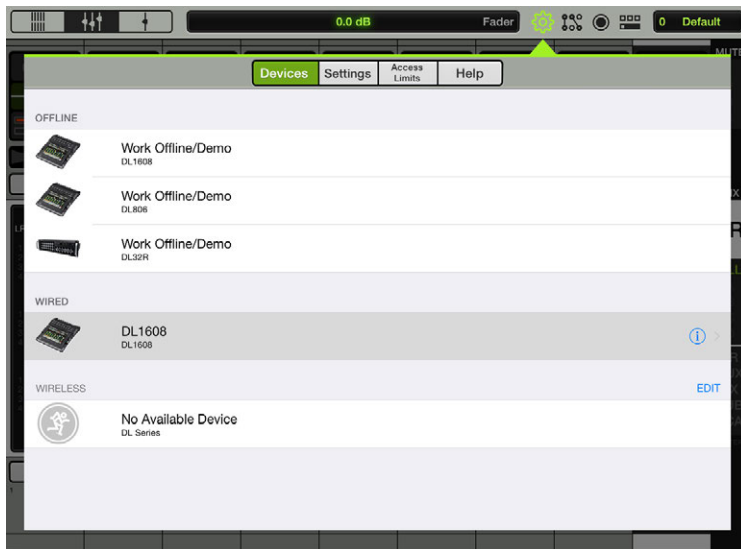 0.0 dB Fader 0 Default
MUTE
Devices Settings Access Limits Help
OFFLINE
Work Offline/Demo
DL1608
Work Offline/Demo
DL806
Work Offline/Demo
DL32R
WIRED
DL1608
DL1608
WIRELESS EDIT
No Available Device
DL Series